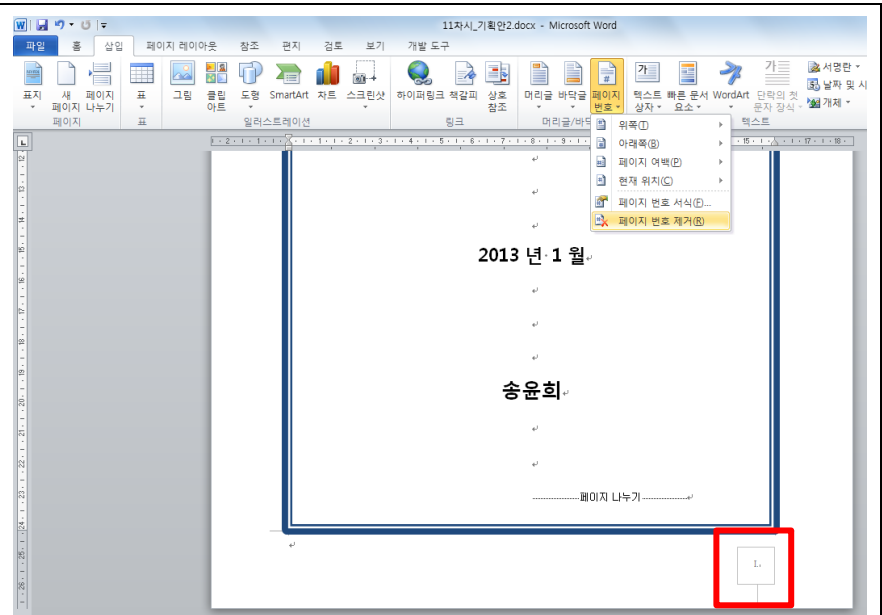 11차시_기획안2.docx - Microsoft Word
파일 홈 삽입 페이지 레이아웃 참조 편지 검토 보기 개발 도구
표지 새 페이지 페이지 나누기 표 그림 클립 아트 도형 SmartArt 차트 스크린샷 하이퍼링크 책갈피 상호 참조 머리글 바닥글 페이지 번호 텍스트 상자 빠른 문서 요소 WordArt 단락의 첫 문자 장식 서명란
날짜 및 시
개체
페이지 표 일러스트레이션 링크 머리글/바닥 텍스트
위쪽(T)
아래쪽(B)
페이지 여백(P)
현재 위치(C)
페이지 번호 서식(F)...
페이지 번호 제거(R)
2013 년 1 월
송윤희
페이지 나누기
1